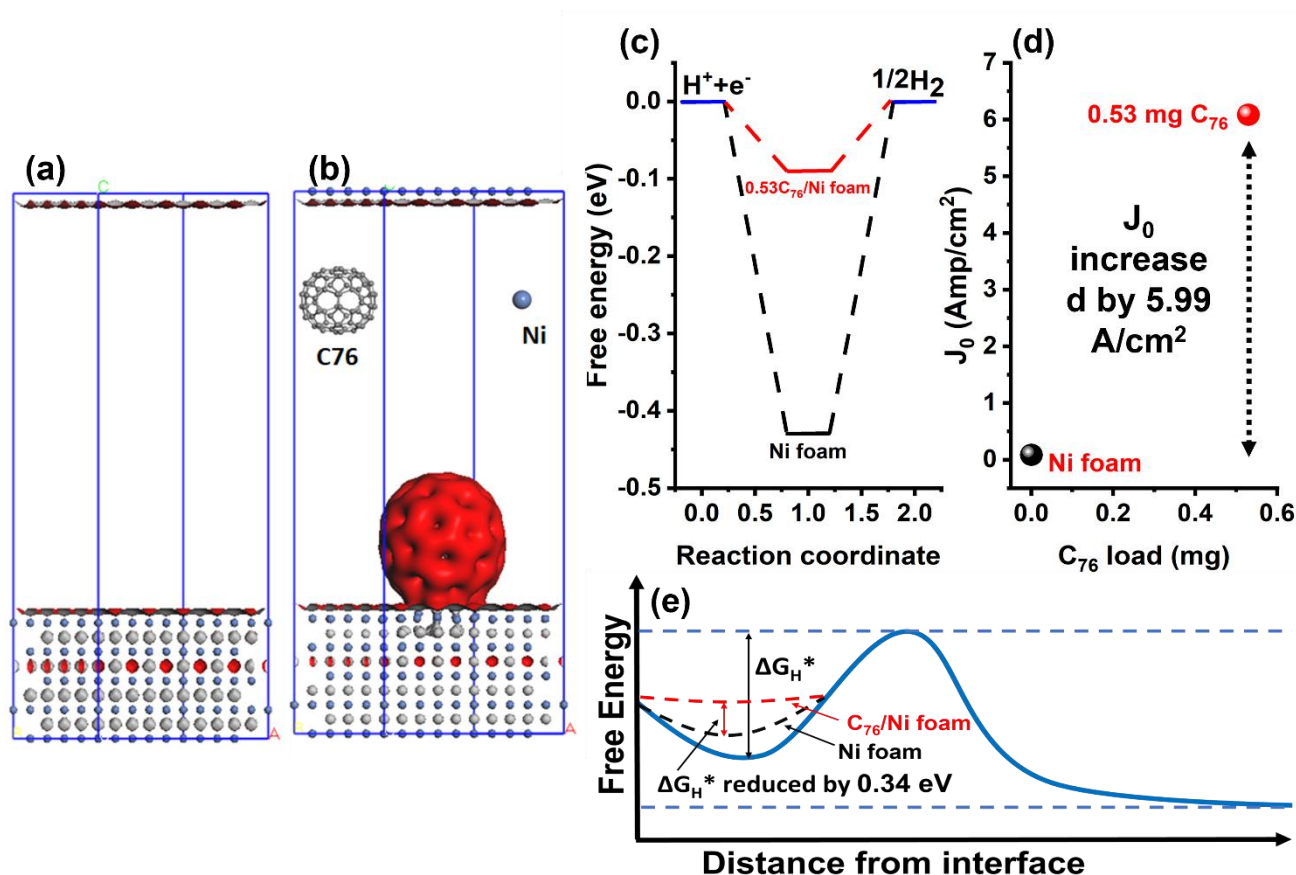 (a)
C
A
B
(b)
C
C76
Ni
A
B
(c)
H⁺+e⁻
1/2H₂
0.0
-0.1
-0.2
-0.3
-0.4
-0.5
Free energy (eV)
0.53C₇₆/Ni foam
Ni foam
0.0 0.5 1.0 1.5 2.0
Reaction coordinate
(d)
7
6
5
4
3
2
1
0
J₀ (Amp/cm²)
0.53 mg C₇₆
J₀
increase
d by 5.99
A/cm²
Ni foam
0.0 0.2 0.4 0.6
C₇₆ load (mg)
(e)
Free Energy
ΔG_H*
C₇₆/Ni foam
Ni foam
ΔG_H* reduced by 0.34 eV
Distance from interface